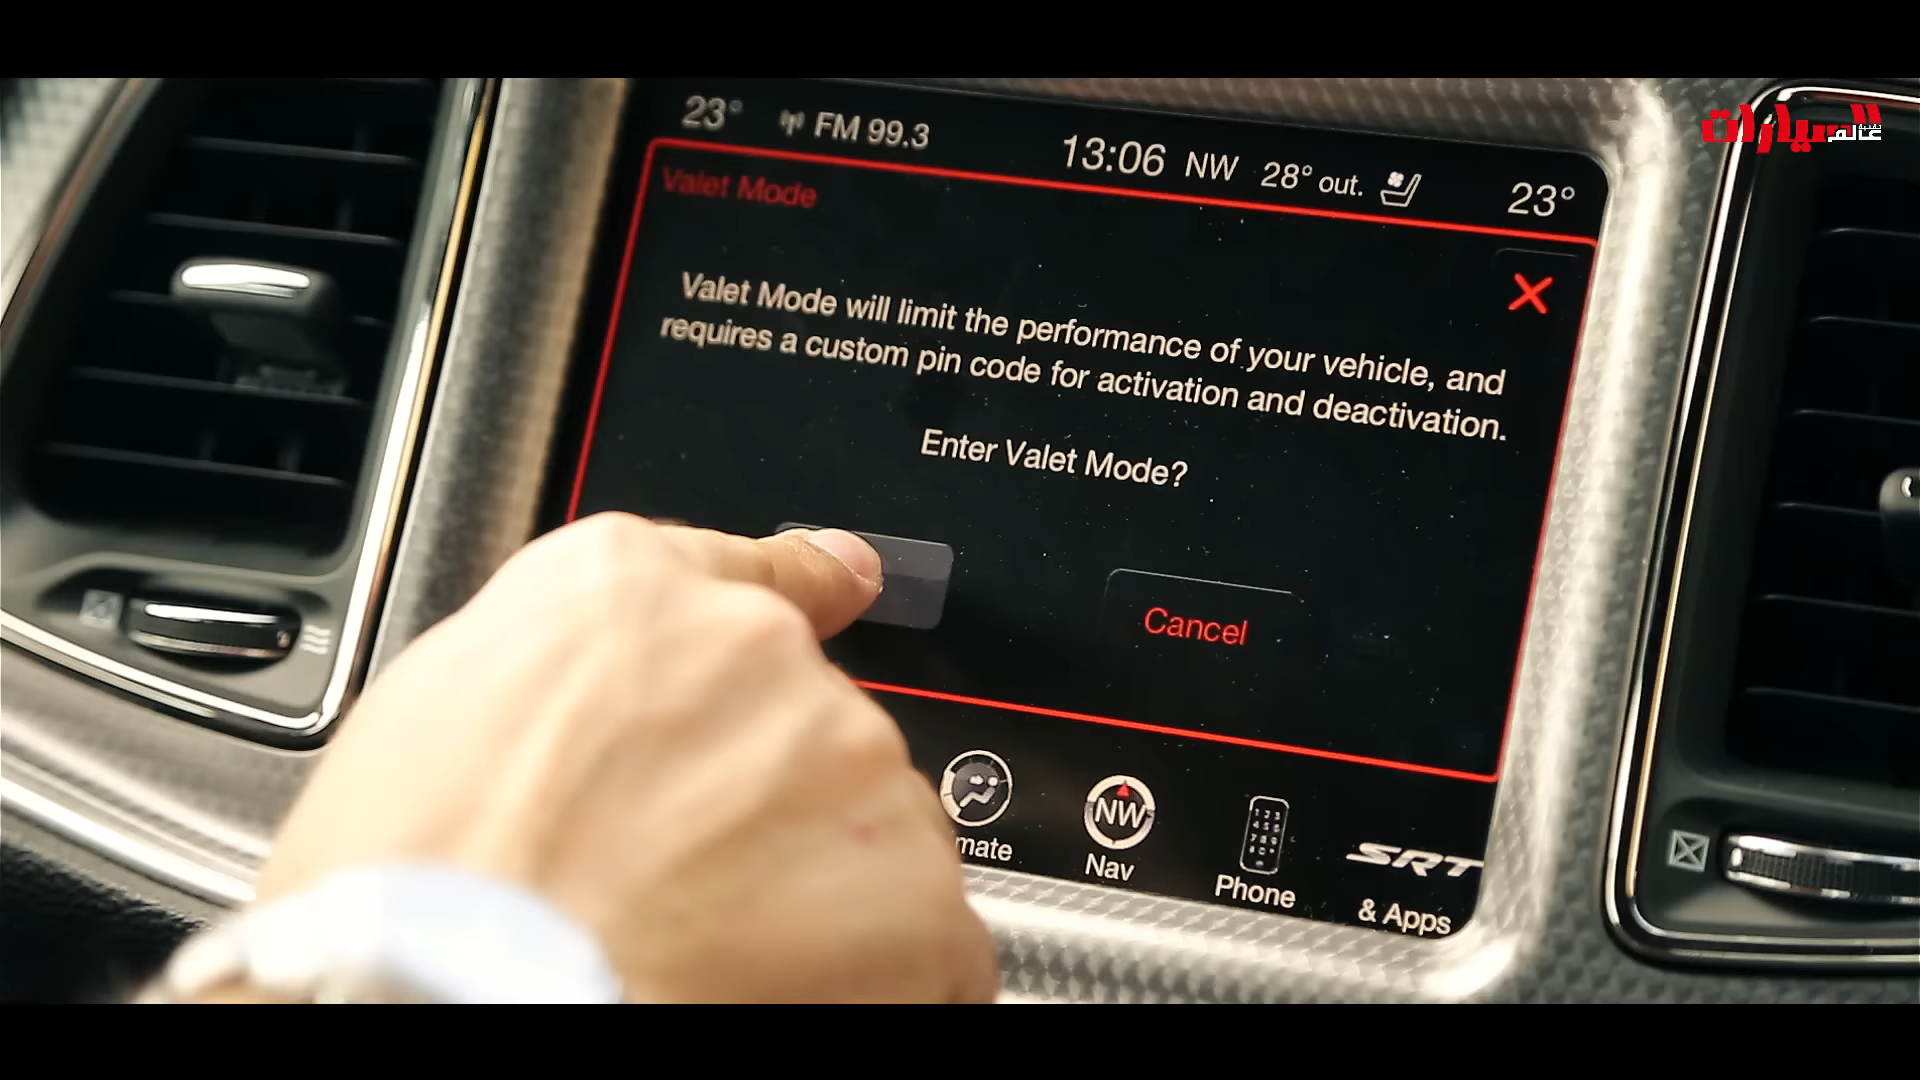 23° FM 99.3 13:06 NW 28° out. 23°
عالم السيارات
Valet Mode
Valet Mode will limit the performance of your vehicle, and
requires a custom pin code for activation and deactivation.
Enter Valet Mode?
Cancel
mate
NW
Nav
Phone
SRT
& Apps